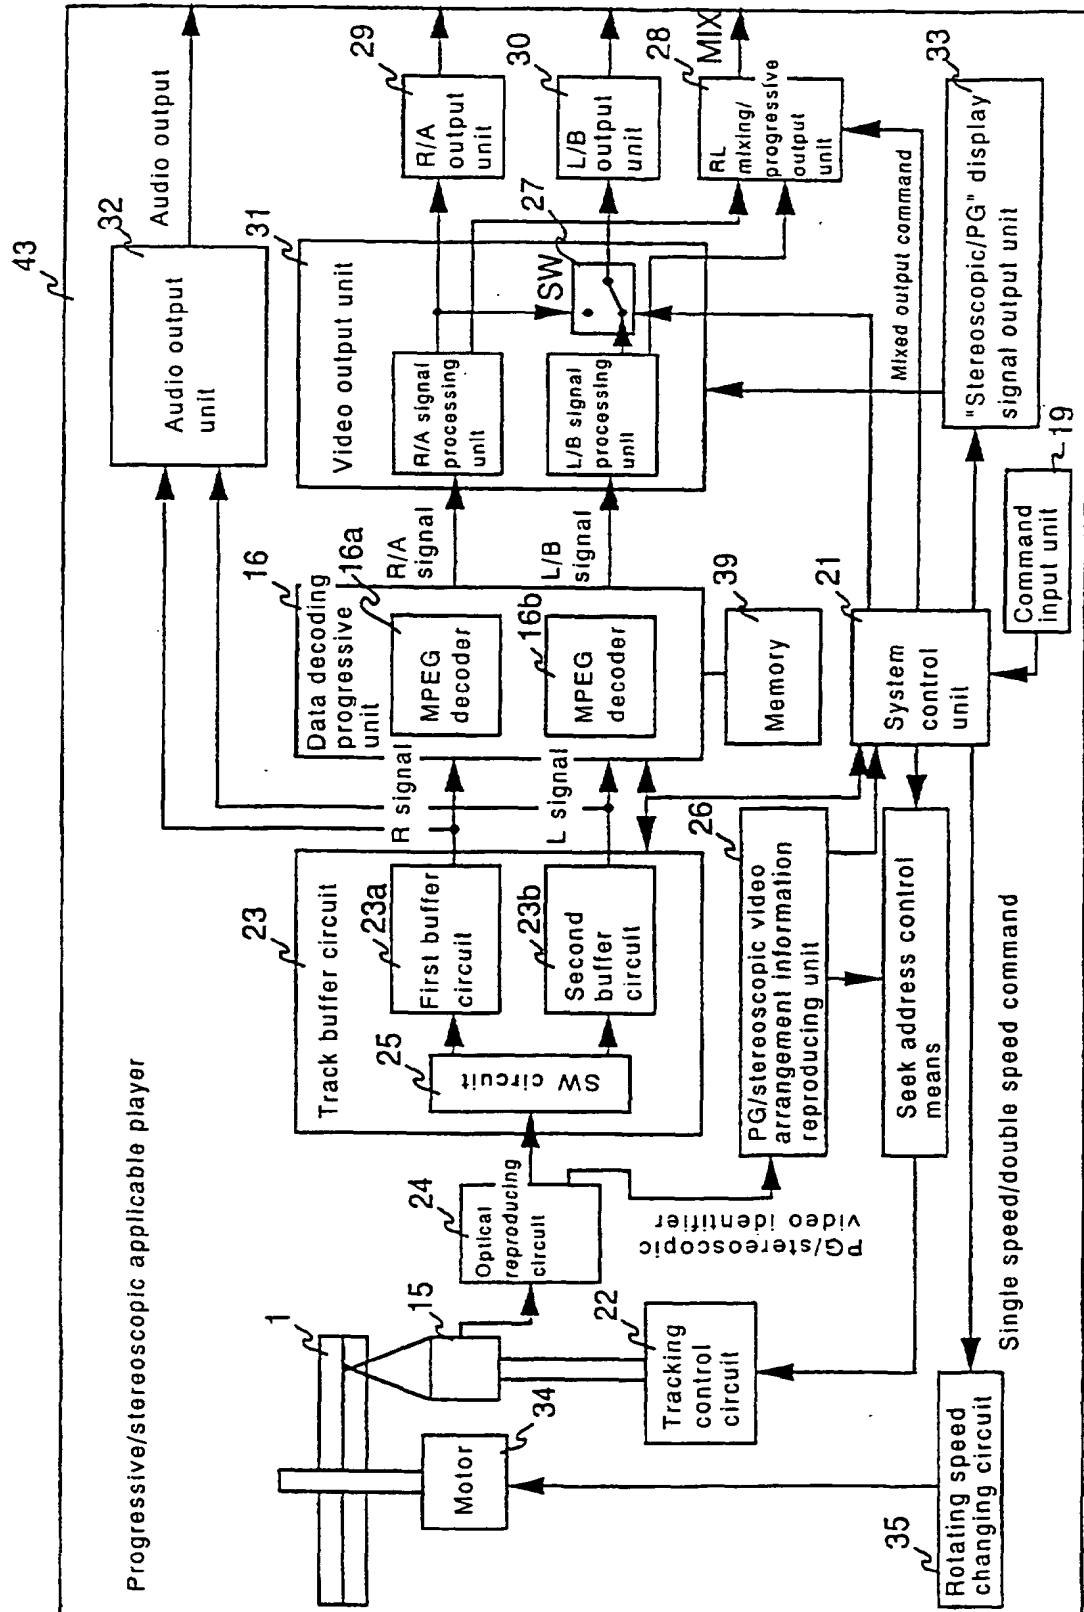 Progressive/stereoscopic applicable player
43
1
15
34
Motor
22
Tracking
control
circuit
35
Rotating speed
changing circuit
24
Optical
reproducing
circuit
PG/stereoscopic
video identifier
23
Track buffer circuit
25
SW circuit
23a
First buffer
circuit
23b
Second
buffer
circuit
R signal
L signal
26
PG/stereoscopic video
arrangement information
reproducing unit
Seek address control
means
Single speed/double speed command
16
Data decoding
progressive
unit
16a
MPEG
decoder
16b
MPEG
decoder
39
Memory
R/A
signal
L/B
signal
21
System
control
unit
19
Command
input unit
32
Audio output
unit
Audio output
31
Video output unit
R/A signal
processing
unit
L/B signal
processing
unit
SW
27
29
R/A
output
unit
30
L/B
output
unit
28
RL
mixing/
progressive
output
unit
MIX
Mixed output command
33
"Stereoscopic/PG" display
signal output unit